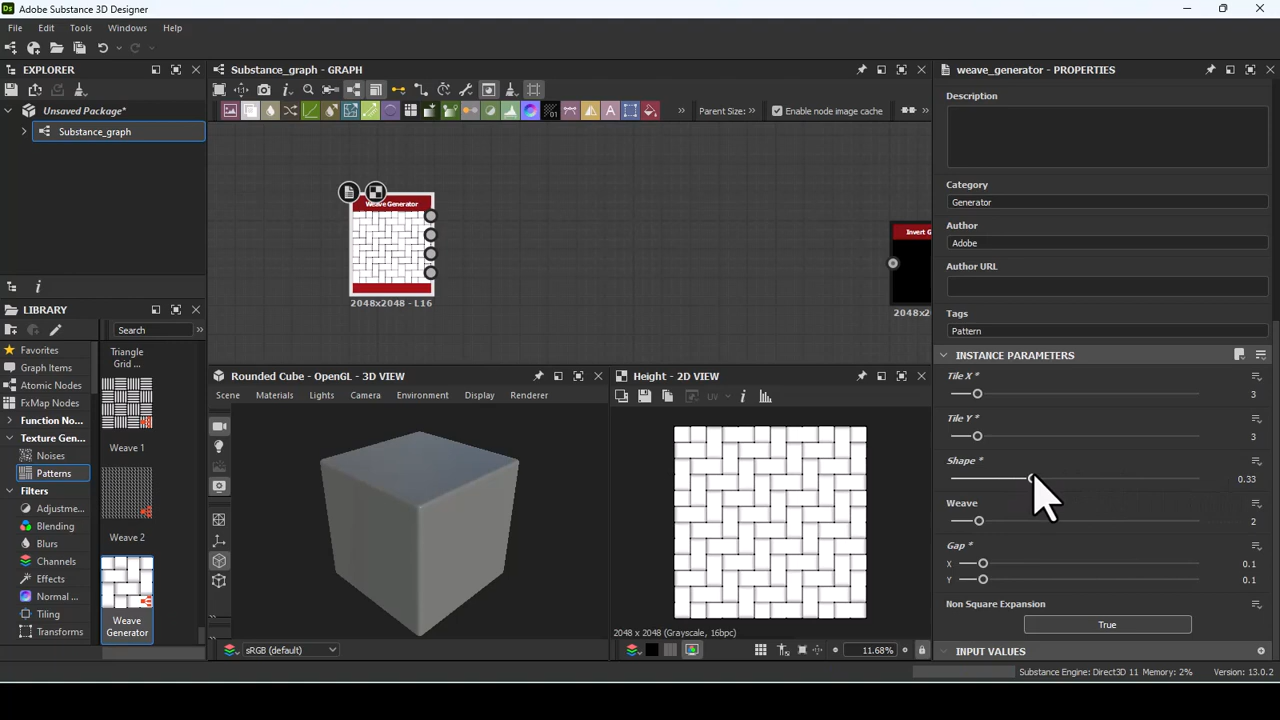 Adobe Substance 3D Designer
File Edit Tools Windows Help
EXPLORER
Unsaved Package*
Substance_graph
LIBRARY
Search
Favorites
Graph Items
Atomic Nodes
FxMap Nodes
Function No...
Texture Gen...
Noises
Patterns
Filters
Adjustme...
Blending
Blurs
Channels
Effects
Normal ...
Tiling
Transforms
Triangle
Grid ...
Weave 1
Weave 2
Weave
Generator
Substance_graph - GRAPH
Parent Size:
Enable node image cache
Weave Generator
2048x2048 - L16
Invert G
2048x2
Rounded Cube - OpenGL - 3D VIEW
Scene Materials Lights Camera Environment Display Renderer
sRGB (default)
Height - 2D VIEW
UV
2048 x 2048 (Grayscale, 16bpc)
11.68%
weave_generator - PROPERTIES
Description
Category
Generator
Author
Adobe
Author URL
Tags
Pattern
INSTANCE PARAMETERS
Tile X *
3
Tile Y *
3
Shape *
0.33
Weave
2
Gap *
X 0.1
Y 0.1
Non Square Expansion
True
INPUT VALUES
Substance Engine: Direct3D 11 Memory: 2% Version: 13.0.2